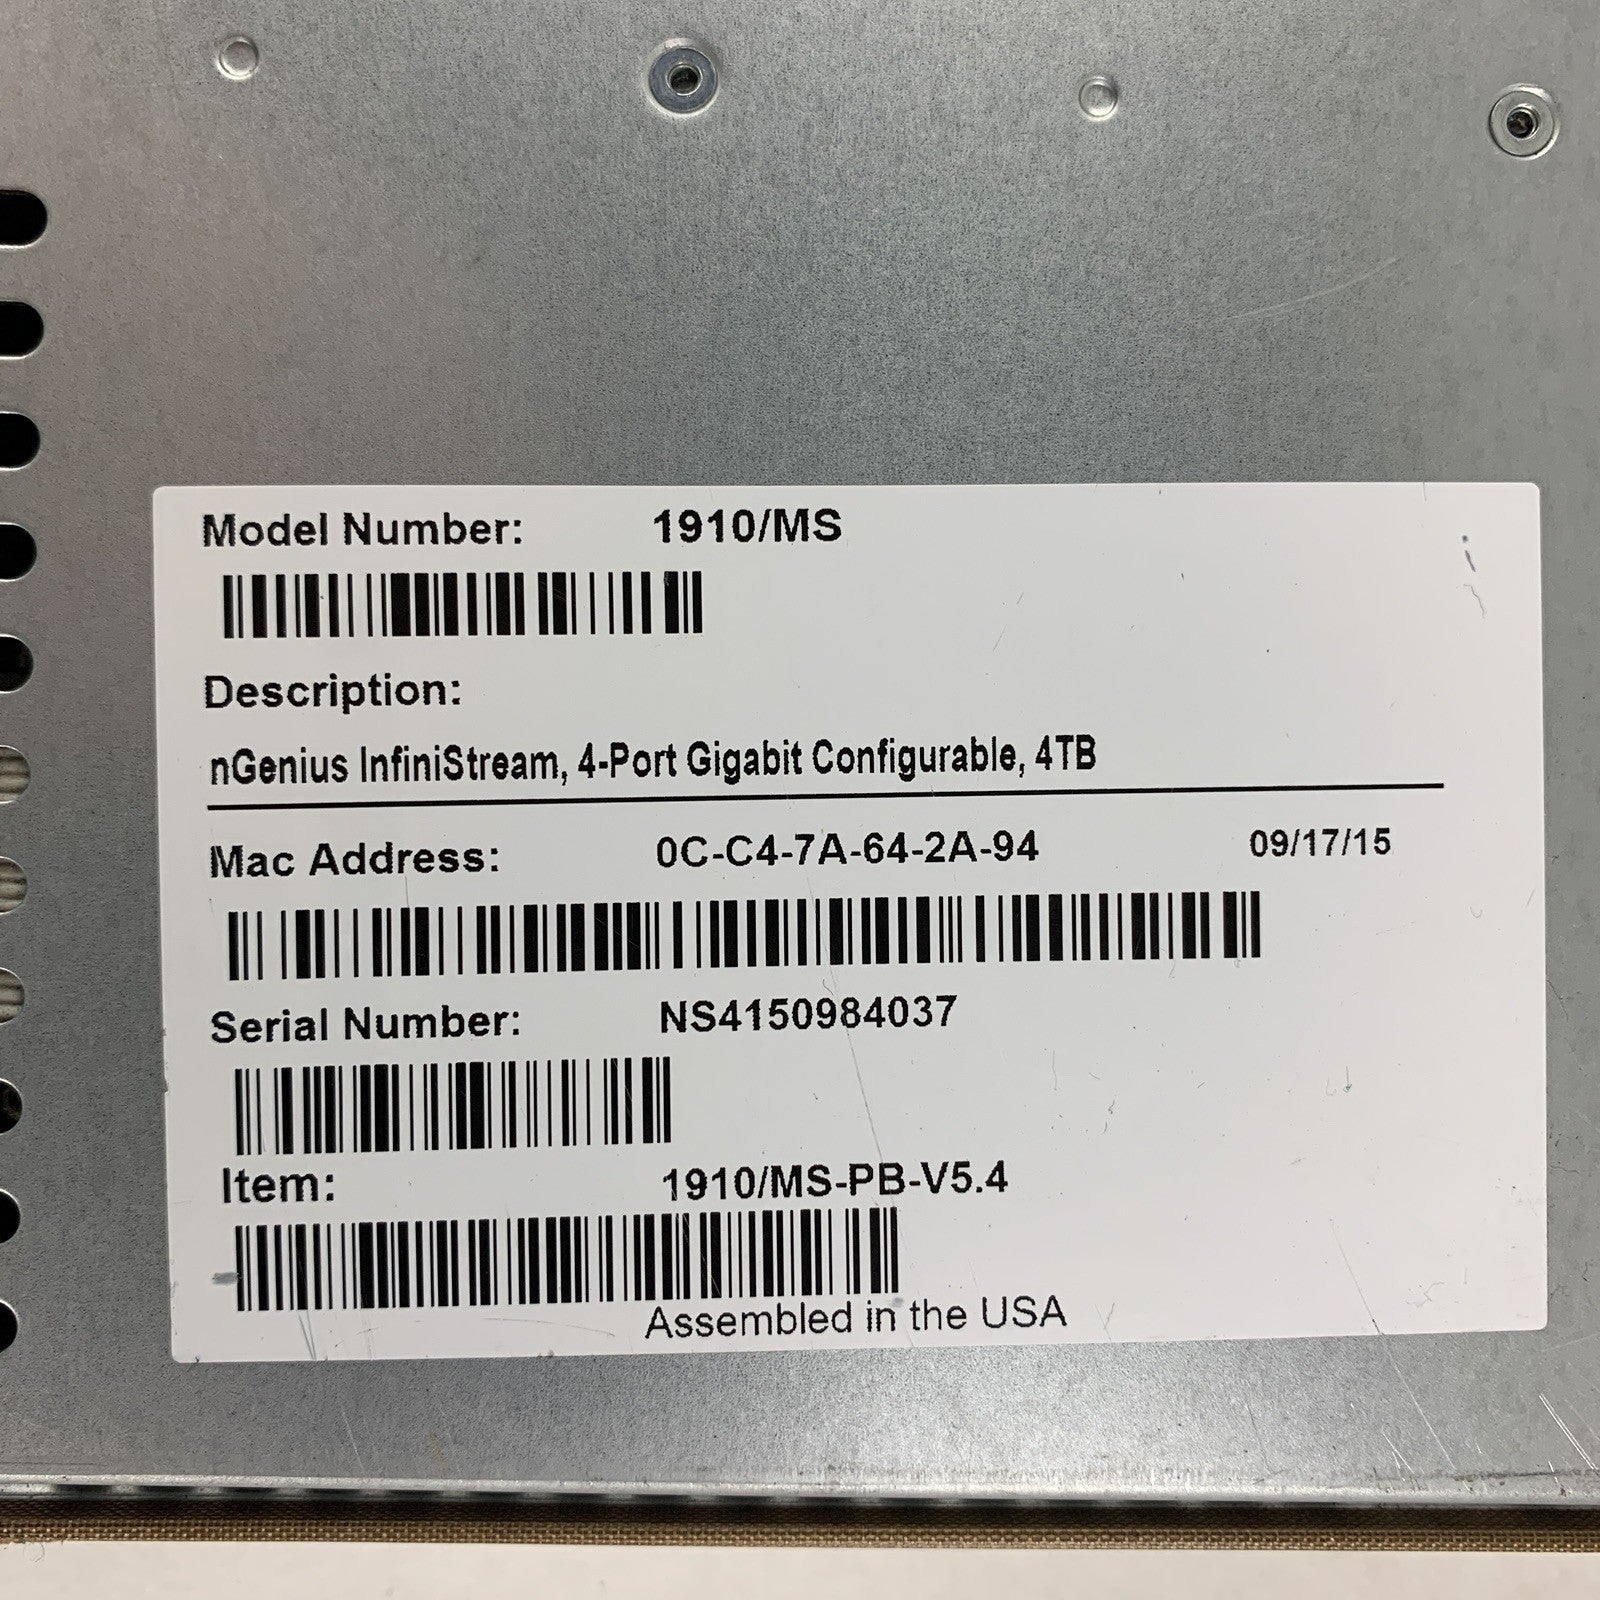 Model Number: 1910/MS
Description:
nGenius InfiniStream, 4-Port Gigabit Configurable, 4TB
Mac Address: 0C-C4-7A-64-2A-94 09/17/15
Serial Number: NS4150984037
Item: 1910/MS-PB-V5.4
Assembled in the USA